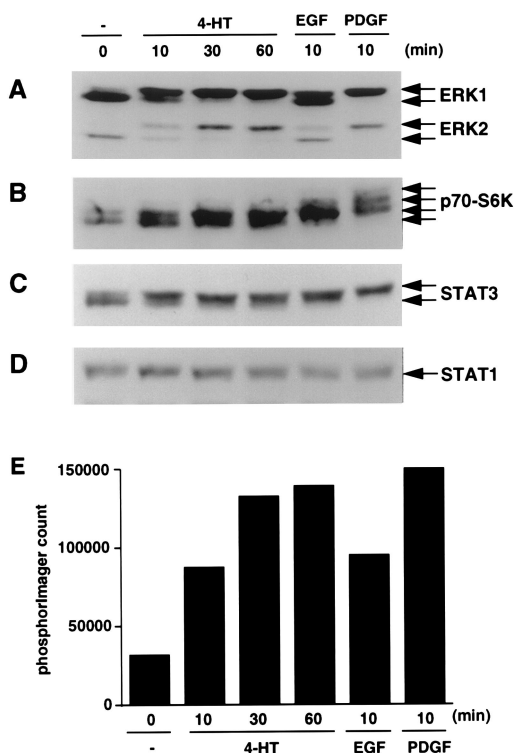 - 4-HT EGF PDGF
0 10 30 60 10 10 (min)
A ERK1
ERK2
B p70-S6K
C STAT3
D STAT1
E
150000
100000
50000
0
phosphorImager count
0 10 30 60 10 10 (min)
- 4-HT EGF PDGF